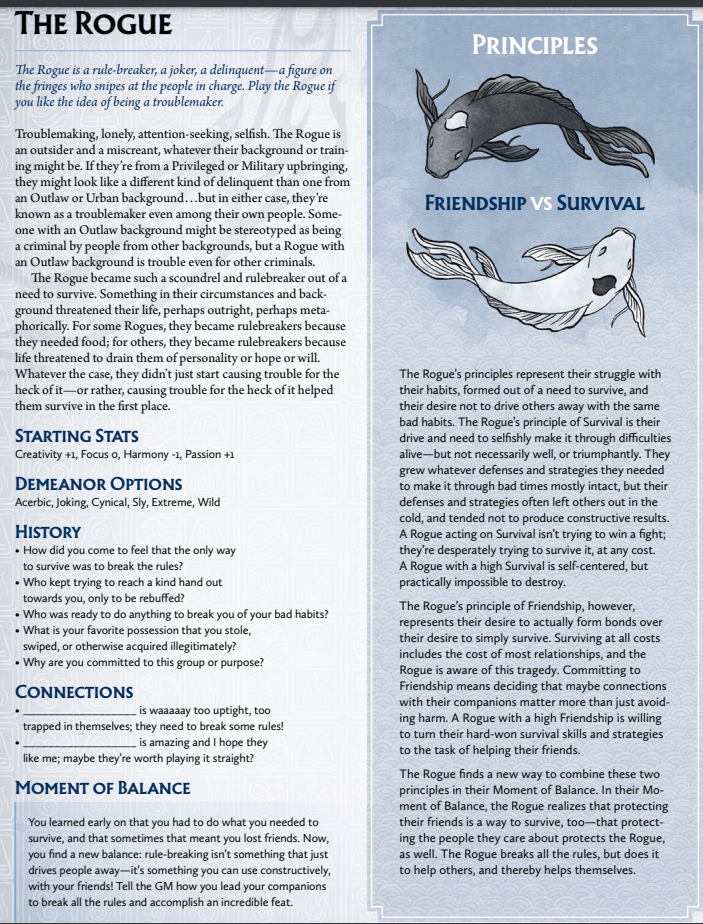 The Rogue
The Rogue is a rule-breaker, a joker, a delinquent—a figure on
the fringes who snipes at the people in charge. Play the Rogue if
you like the idea of being a troublemaker.
Troublemaking, lonely, attention-seeking, selfish. The Rogue is
an outsider and a miscreant, whatever their background or train-
ing might be. If they're from a Privileged or Military upbringing,
they might look like a different kind of delinquent than one from
an Outlaw or Urban background…but in either case, they're
known as a troublemaker even among their own people. Some-
one with an Outlaw background might be stereotyped as being
a criminal by people from other backgrounds, but a Rogue with
an Outlaw background is trouble even for other criminals.
The Rogue became such a scoundrel and rulebreaker out of a
need to survive. Something in their circumstances and back-
ground threatened their life, perhaps outright, perhaps meta-
phorically. For some Rogues, they became rulebreakers because
they needed food; for others, they became rulebreakers because
life threatened to drain them of personality or hope or will.
Whatever the case, they didn't just start causing trouble for the
heck of it—or rather, causing trouble for the heck of it helped
them survive in the first place.
Starting Stats
Creativity +1, Focus 0, Harmony -1, Passion +1
Demeanor Options
Acerbic, Joking, Cynical, Sly, Extreme, Wild
History
• How did you come to feel that the only way
to survive was to break the rules?
• Who kept trying to reach a kind hand out
towards you, only to be rebuffed?
• Who was ready to do anything to break you of your bad habits?
• What is your favorite possession that you stole,
swiped, or otherwise acquired illegitimately?
• Why are you committed to this group or purpose?
Connections
• ___________________ is waaaaay too uptight, too
trapped in themselves; they need to break some rules!
• ___________________ is amazing and I hope they
like me; maybe they're worth playing it straight?
Moment of Balance
You learned early on that you had to do what you needed to
survive, and that sometimes that meant you lost friends. Now,
you find a new balance: rule-breaking isn't something that just
drives people away—it's something you can use constructively,
with your friends! Tell the GM how you lead your companions
to break all the rules and accomplish an incredible feat.
Principles
Friendship vs Survival
The Rogue's principles represent their struggle with
their habits, formed out of a need to survive, and
their desire not to drive others away with the same
bad habits. The Rogue's principle of Survival is their
drive and need to selfishly make it through difficulties
alive—but not necessarily well, or triumphantly. They
grew whatever defenses and strategies they needed
to make it through bad times mostly intact, but their
defenses and strategies often left others out in the
cold, and tended not to produce constructive results.
A Rogue acting on Survival isn't trying to win a fight;
they're desperately trying to survive it, at any cost.
A Rogue with a high Survival is self-centered, but
practically impossible to destroy.
The Rogue's principle of Friendship, however,
represents their desire to actually form bonds over
their desire to simply survive. Surviving at all costs
includes the cost of most relationships, and the
Rogue is aware of this tragedy. Committing to
Friendship means deciding that maybe connections
with their companions matter more than just avoid-
ing harm. A Rogue with a high Friendship is willing
to turn their hard-won survival skills and strategies
to the task of helping their friends.
The Rogue finds a new way to combine these two
principles in their Moment of Balance. In their Mo-
ment of Balance, the Rogue realizes that protecting
their friends is a way to survive, too—that protect-
ing the people they care about protects the Rogue,
as well. The Rogue breaks all the rules, but does it
to help others, and thereby helps themselves.